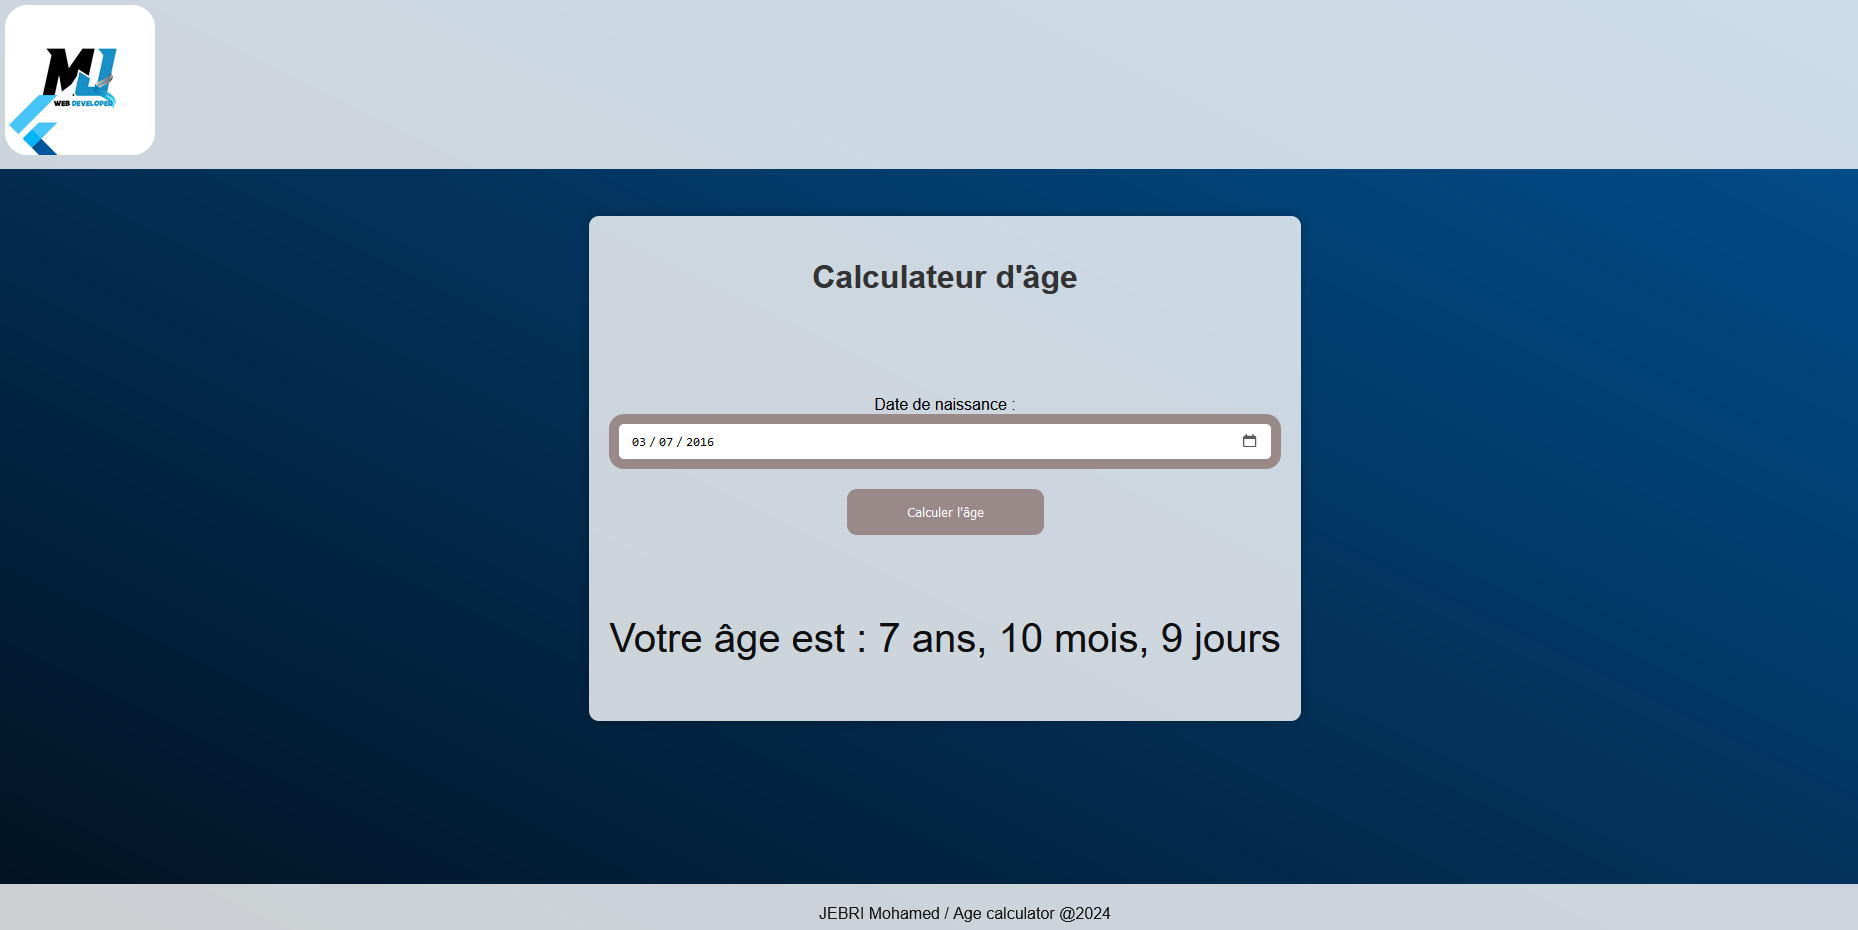 MJ
WEB DEVELOPER
Calculateur d'âge
Date de naissance :
03 / 07 / 2016
Calculer l'âge
Votre âge est : 7 ans, 10 mois, 9 jours
JEBRI Mohamed / Age calculator @2024